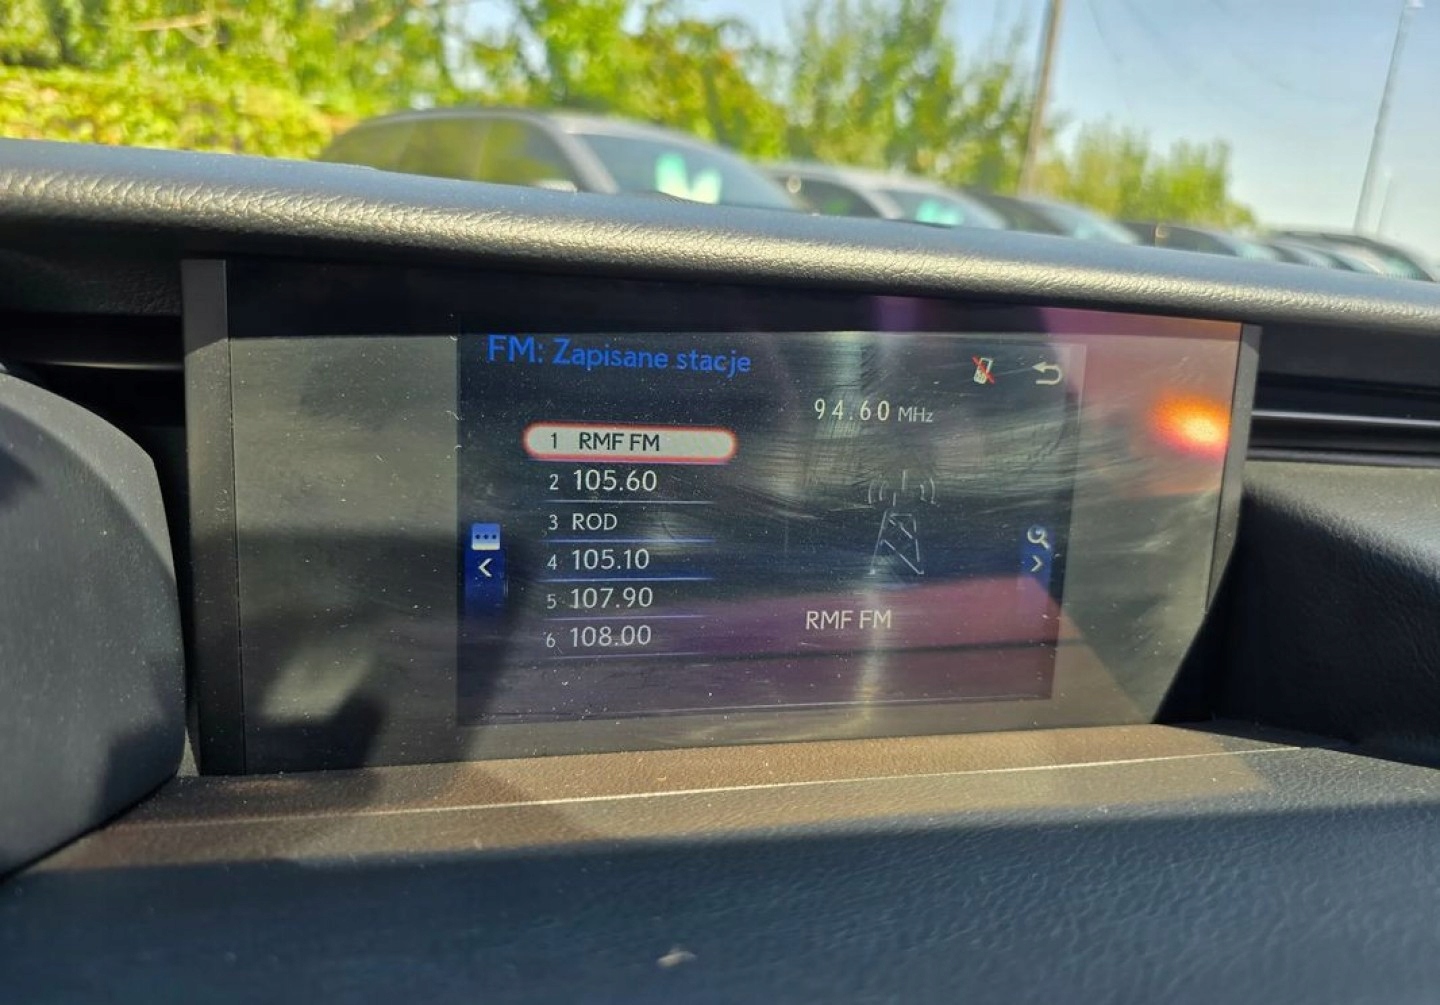 FM: Zapisane stacje
94.60 MHz
1 RMF FM
2 105.60
3 ROD
4 105.10
5 107.90
6 108.00
RMF FM